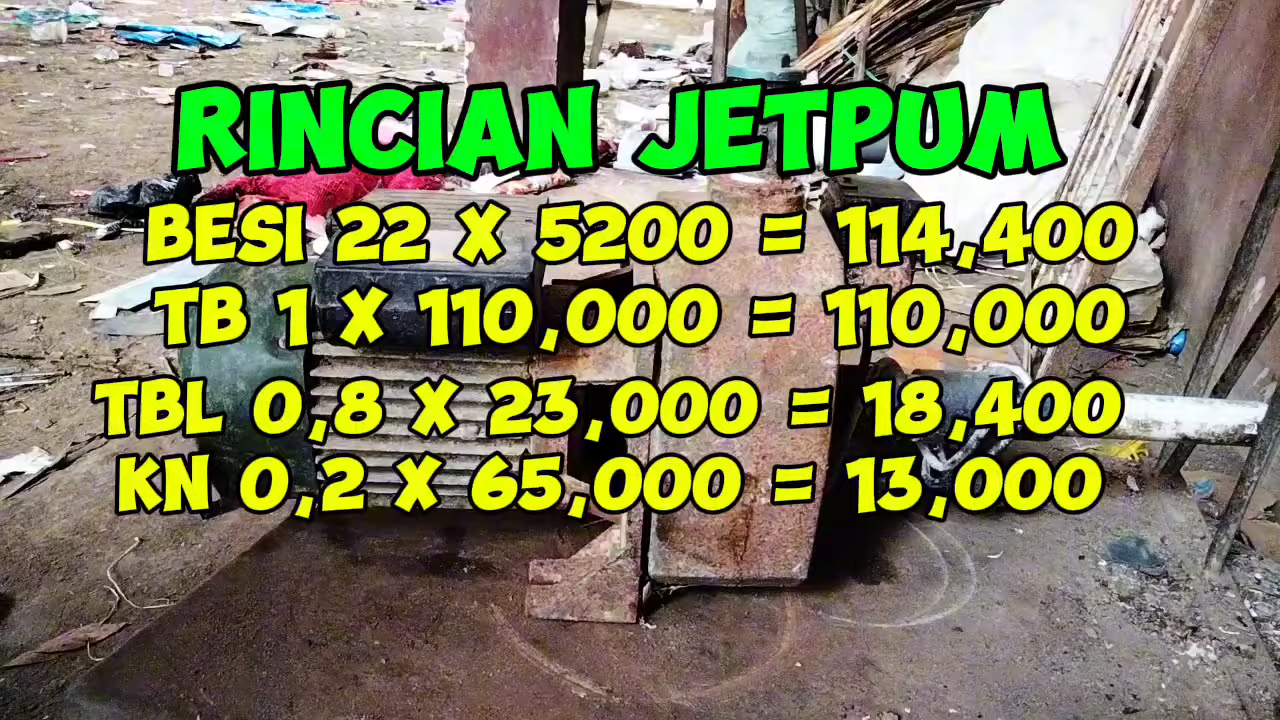 RINCIAN JETPUM
BESI 22 X 5200 = 114,400
TB 1 X 110,000 = 110,000
TBL 0,8 X 23,000 = 18,400
KN 0,2 X 65,000 = 13,000